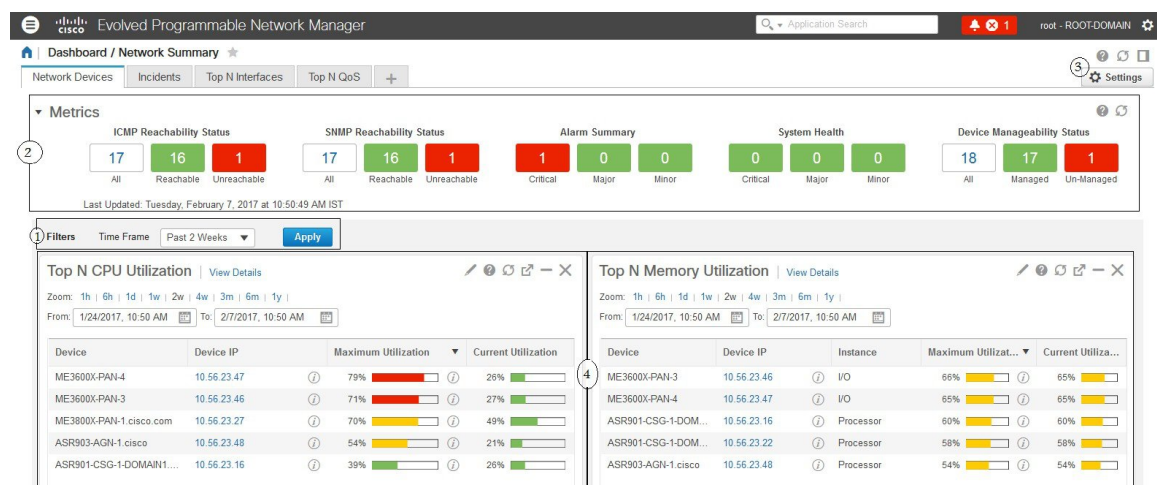 cisco Evolved Programmable Network Manager Application Search 1 root - ROOT-DOMAIN
Dashboard / Network Summary
Network Devices Incidents Top N Interfaces Top N QoS + 3 Settings
Metrics
2
ICMP Reachability Status SNMP Reachability Status Alarm Summary System Health Device Manageability Status
17 16 1 17 16 1 1 0 0 0 0 0 18 17 1
All Reachable Unreachable All Reachable Unreachable Critical Major Minor Critical Major Minor All Managed Un-Managed
Last Updated: Tuesday, February 7, 2017 at 10:50:49 AM IST
1 Filters Time Frame Past 2 Weeks Apply
Top N CPU Utilization | View Details
Zoom: 1h | 6h | 1d | 1w | 2w | 4w | 3m | 6m | 1y |
From: 1/24/2017, 10:50 AM To: 2/7/2017, 10:50 AM
Device Device IP Maximum Utilization Current Utilization
ME3600X-PAN-4 10.56.23.47 79% 26%
ME3600X-PAN-3 10.56.23.46 71% 27%
ME3800X-PAN-1.cisco.com 10.56.23.27 70% 49%
ASR903-AGN-1.cisco 10.56.23.48 54% 21%
ASR901-CSG-1-DOMAIN1.... 10.56.23.16 39% 26%
4
Top N Memory Utilization | View Details
Zoom: 1h | 6h | 1d | 1w | 2w | 4w | 3m | 6m | 1y |
From: 1/24/2017, 10:50 AM To: 2/7/2017, 10:50 AM
Device Device IP Instance Maximum Utilizat... Current Utiliza...
ME3600X-PAN-3 10.56.23.46 I/O 66% 65%
ME3600X-PAN-4 10.56.23.47 I/O 65% 65%
ASR901-CSG-1-DOM... 10.56.23.16 Processor 60% 60%
ASR901-CSG-1-DOM... 10.56.23.22 Processor 58% 58%
ASR903-AGN-1.cisco 10.56.23.48 Processor 54% 54%